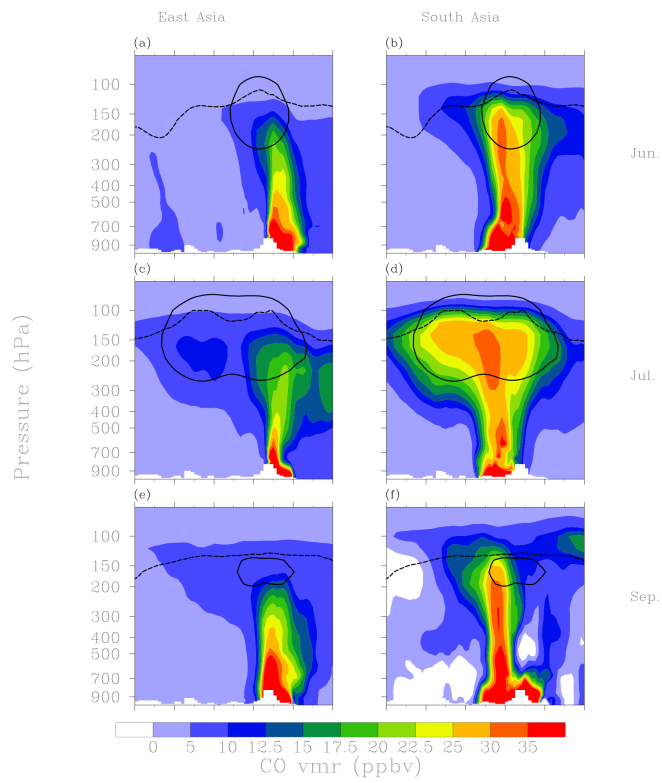 East Asia South Asia
(a) (b)
100
150
200
300
400
500
700
900
Jun.
(c) (d)
100
150
200
300
400
500
700
900
Pressure (hPa)
Jul.
(e) (f)
100
150
200
300
400
500
700
900
Sep.
0 5 10 12.5 15 17.5 20 22.5 25 30 35
CO vmr (ppbv)